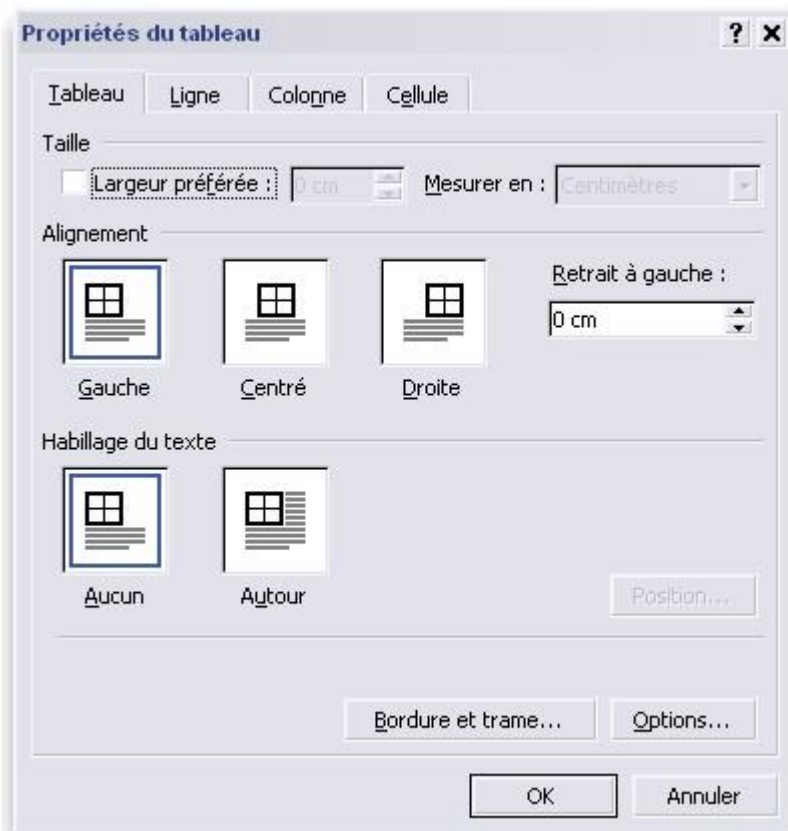 Propriétés du tableau
Tableau Ligne Colonne Cellule
Taille
Largeur préférée : 0 cm Mesurer en : Centimètres
Alignement
Retrait à gauche :
0 cm
Gauche Centré Droite
Habillage du texte
Aucun Autour Position...
Bordure et trame... Options...
OK Annuler